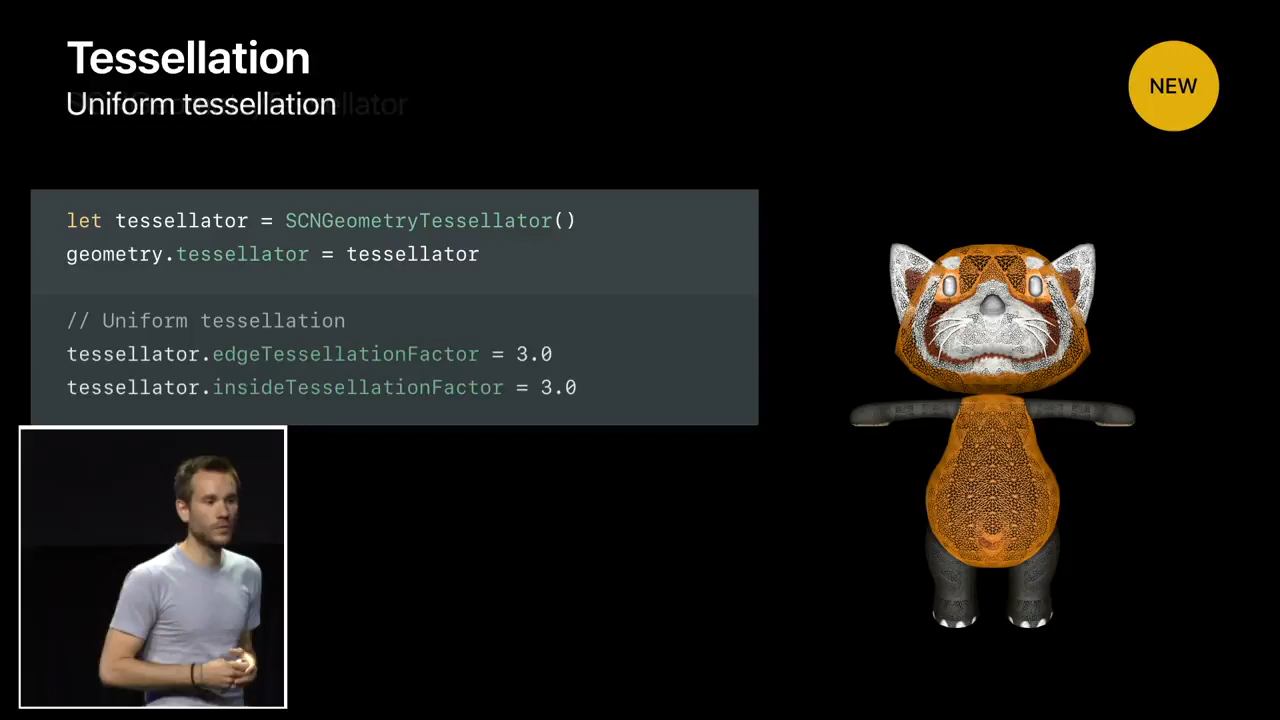 Tessellation
Uniform tessellation
NEW
let tessellator = SCNGeometryTessellator()
geometry.tessellator = tessellator
// Uniform tessellation
tessellator.edgeTessellationFactor = 3.0
tessellator.insideTessellationFactor = 3.0